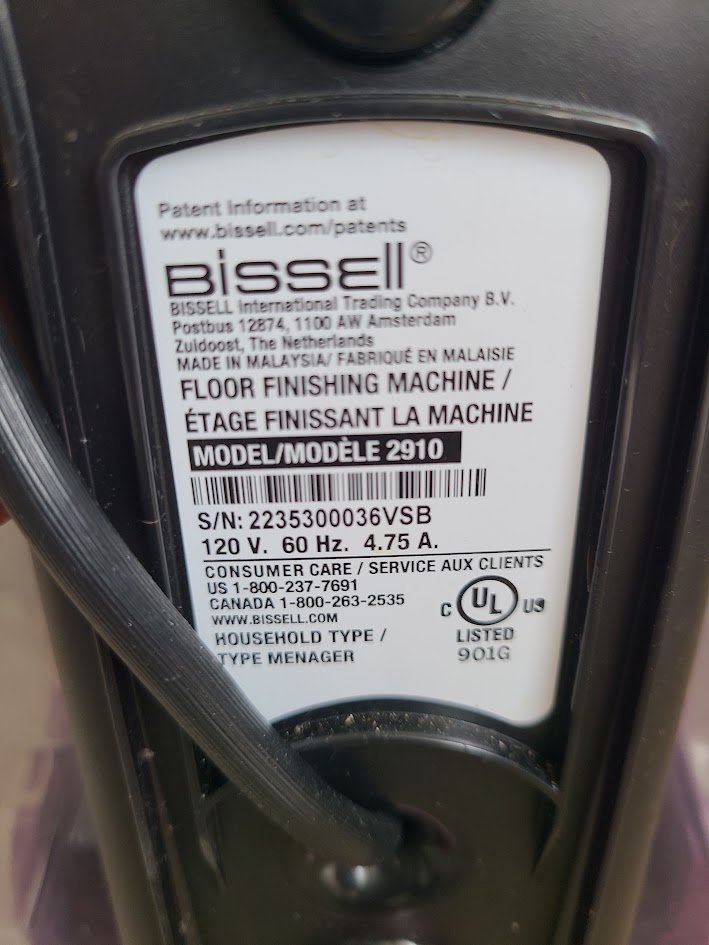 Patent Information at
www.bissell.com/patents
BISSELL®
BISSELL International Trading Company B.V.
Postbus 12874, 1100 AW Amsterdam
Zuidoost, The Netherlands
MADE IN MALAYSIA/ FABRIQUÉ EN MALAISIE
FLOOR FINISHING MACHINE /
ÉTAGE FINISSANT LA MACHINE
MODEL/MODÈLE 2910
S/N: 2235300036VSB
120 V. 60 Hz. 4.75 A.
CONSUMER CARE / SERVICE AUX CLIENTS
US 1-800-237-7691
CANADA 1-800-263-2535
WWW.BISSELL.COM
HOUSEHOLD TYPE /
TYPE MENAGER
C UL US
LISTED
901G